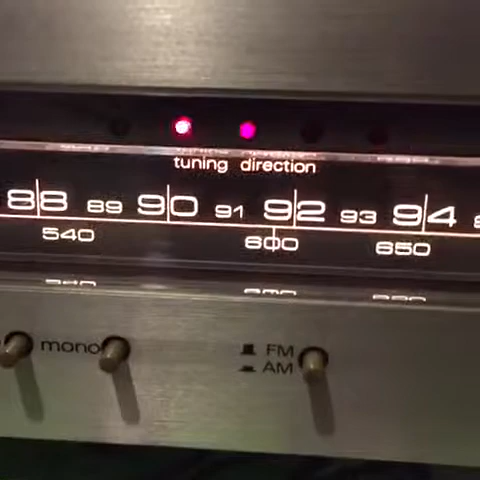 tuning direction
88 89 90 91 92 93 94
540 600 650
mono
FM
AM